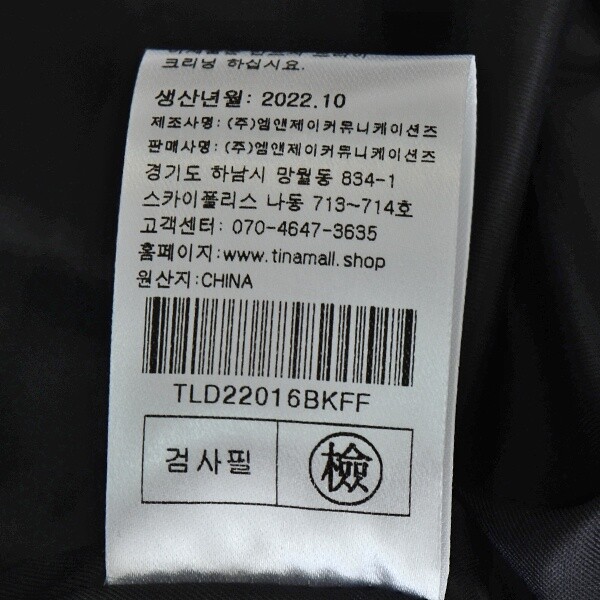 크리닝 하십시요.
생산년월: 2022.10
제조사명: (주)엠앤제이커뮤니케이션즈
판매사명: (주)엠앤제이커뮤니케이션즈
경기도 하남시 망월동 834-1
스카이폴리스 나동 713~714호
고객센터: 070-4647-3635
홈페이지:www.tinamall.shop
원산지:CHINA
TLD22016BKFF
검사필 檢